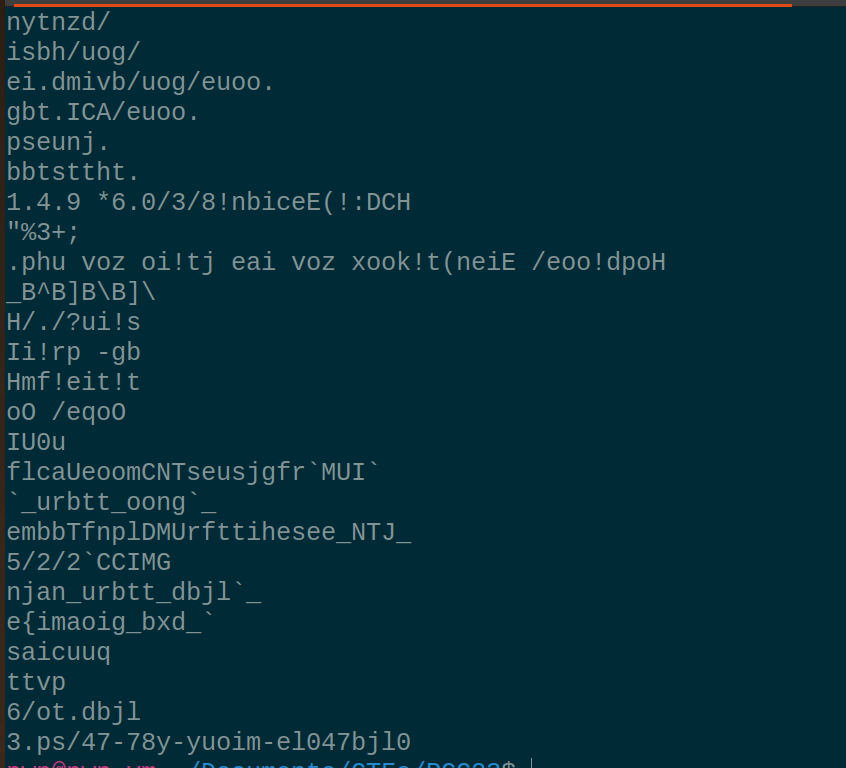 nytnzd/
isbh/uog/
ei.dmivb/uog/euoo.
gbt.ICA/euoo.
pseunj.
bbtsttht.
1.4.9 *6.0/3/8!nbiceE(!:DCH
"%3+;
.phu voz oi!tj eai voz xook!t(neiE /eoo!dpoH
_B^B]B\B]\
H/./?ui!s
Ii!rp -gb
Hmf!eit!t
oO /eqoO
IU0u
flcaUeoomCNTseusjgfr`MUI`
`_urbtt_oong`_
embbTfnplDMUrfttihesee_NTJ_
5/2/2`CCIMG
njan_urbtt_dbjl`_
e{imaoig_bxd_`
saicuuq
ttvp
6/ot.dbjl
3.ps/47-78y-yuoim-el047bjl0